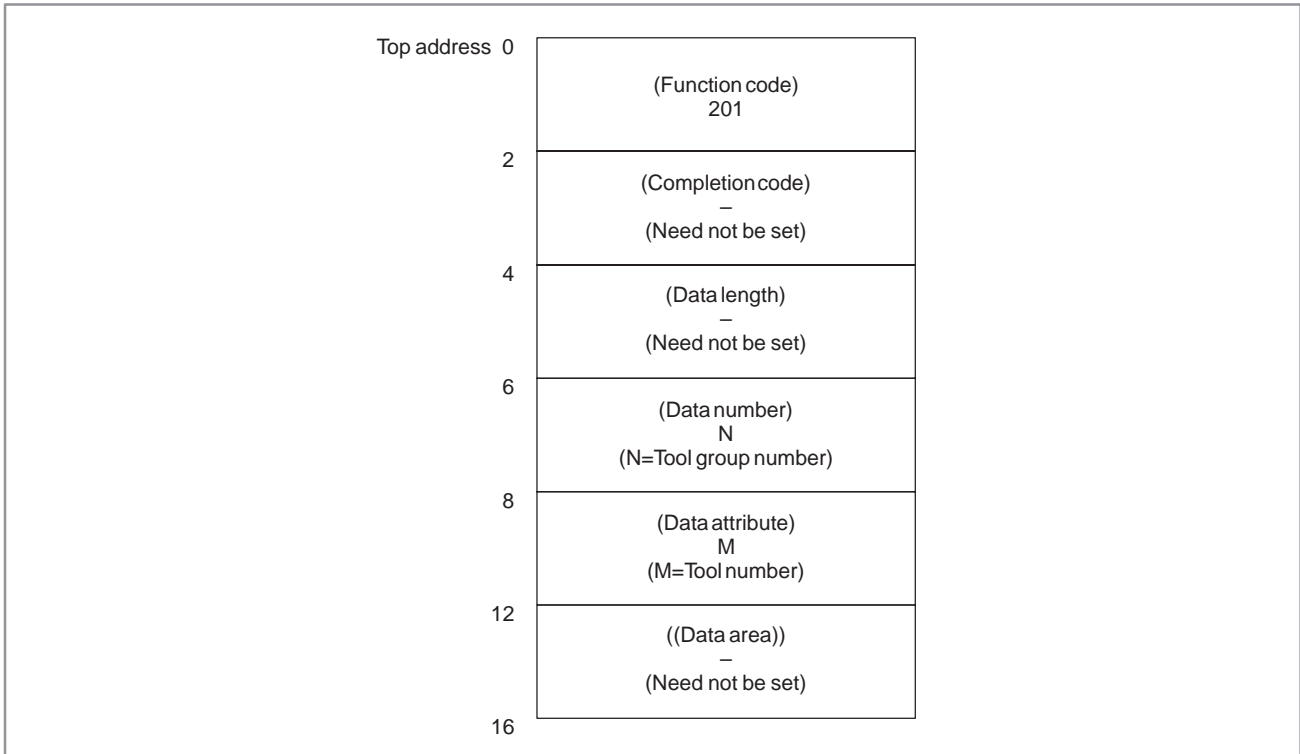 Top address 0
(Function code)
201
2
(Completion code)
–
(Need not be set)
4
(Data length)
–
(Need not be set)
6
(Data number)
N
(N=Tool group number)
8
(Data attribute)
M
(M=Tool number)
12
((Data area))
–
(Need not be set)
16